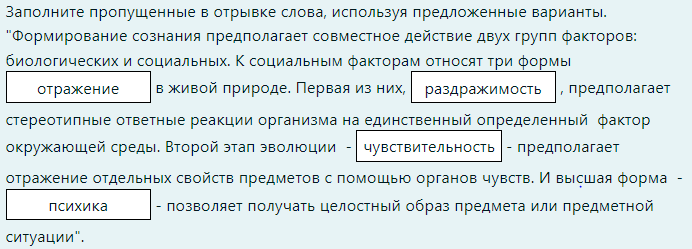 Заполните пропущенные в отрывке слова, используя предложенные варианты.
"Формирование сознания предполагает совместное действие двух групп факторов:
биологических и социальных. К социальным факторам относят три формы
отражение в живой природе. Первая из них, раздражимость , предполагает
стереотипные ответные реакции организма на единственный определенный фактор
окружающей среды. Второй этап эволюции - чувствительность - предполагает
отражение отдельных свойств предметов с помощью органов чувств. И высшая форма -
психика - позволяет получать целостный образ предмета или предметной
ситуации".